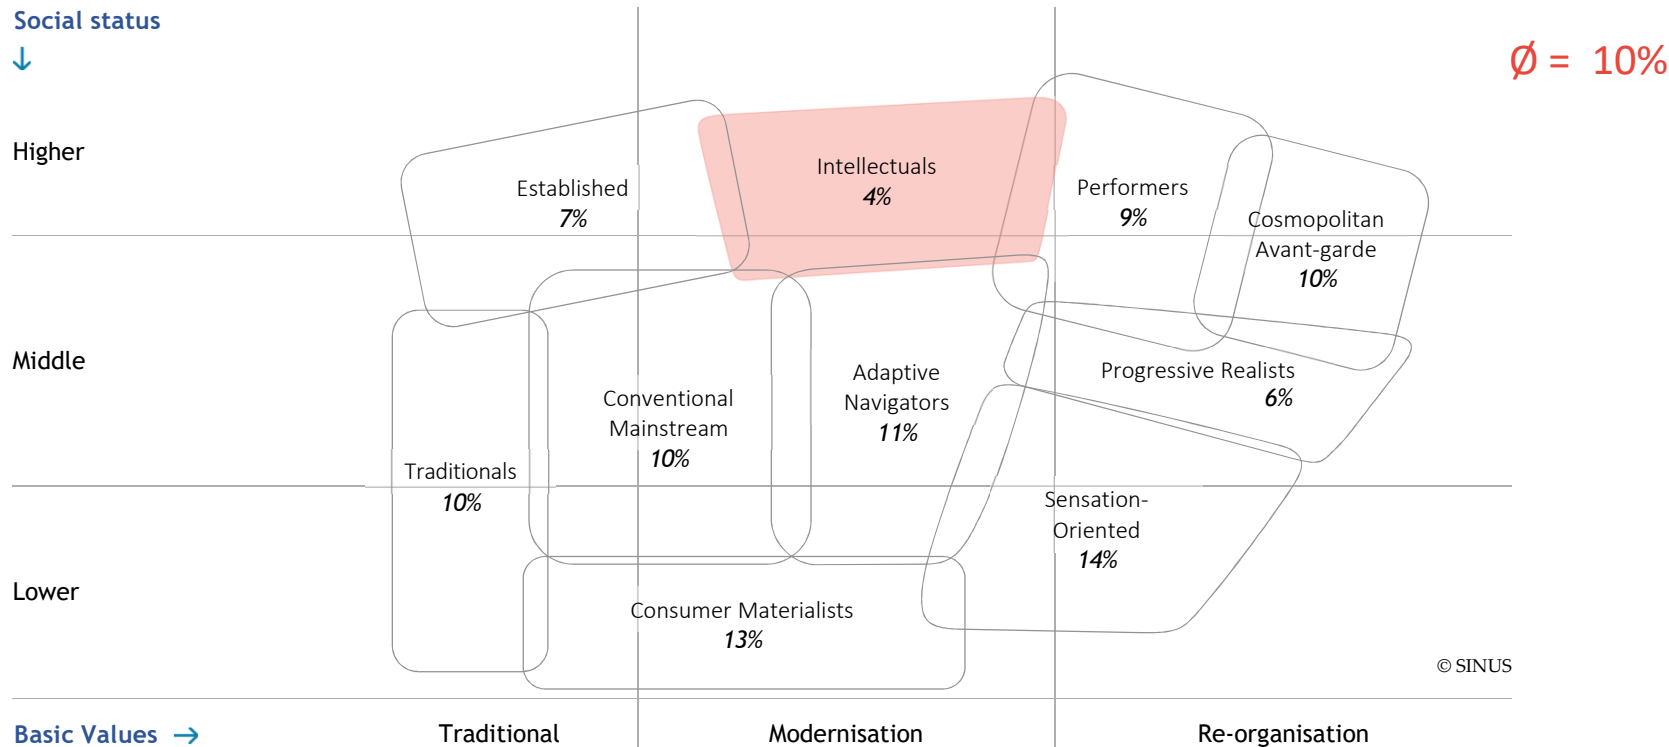 Social status
↓
Ø = 10%
Higher
Established
7%
Intellectuals
4%
Performers
9%
Cosmopolitan
Avant-garde
10%
Middle
Traditionals
10%
Conventional
Mainstream
10%
Adaptive
Navigators
11%
Progressive Realists
6%
Sensation-
Oriented
14%
Lower
Consumer Materialists
13%
© SINUS
Basic Values →
Traditional
Modernisation
Re-organisation